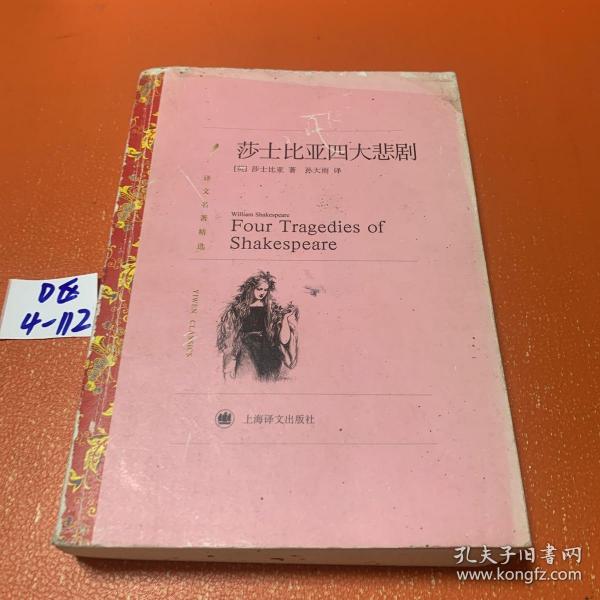 莎士比亚四大悲剧
[英] 莎士比亚 著 孙大雨 译
译文名著精选
YIWEN CLASSICS
William Shakespeare
Four Tragedies of
Shakespeare
上海译文出版社
D区
4-112
孔夫子旧书网
www.kongfz.com